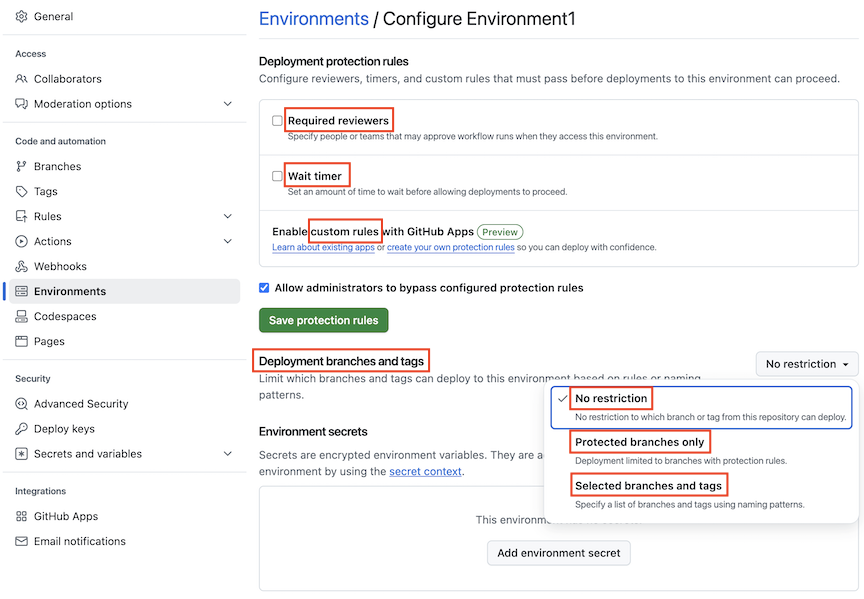 General
Access
Collaborators
Moderation options
Code and automation
Branches
Tags
Rules
Actions
Webhooks
Environments
Codespaces
Pages
Security
Advanced Security
Deploy keys
Secrets and variables
Integrations
GitHub Apps
Email notifications
Environments / Configure Environment1
Deployment protection rules
Configure reviewers, timers, and custom rules that must pass before deployments to this environment can proceed.
Required reviewers
Specify people or teams that may approve workflow runs when they access this environment.
Wait timer
Set an amount of time to wait before allowing deployments to proceed.
Enable custom rules with GitHub Apps Preview
Learn about existing apps or create your own protection rules so you can deploy with confidence.
Allow administrators to bypass configured protection rules
Save protection rules
Deployment branches and tags
No restriction
Limit which branches and tags can deploy to this environment based on rules or naming
patterns.
No restriction
No restriction to which branch or tag from this repository can deploy.
Protected branches only
Deployment limited to branches with protection rules.
Selected branches and tags
Specify a list of branches and tags using naming patterns.
Environment secrets
Secrets are encrypted environment variables. They are
environment by using the secret context.
This
Add environment secret